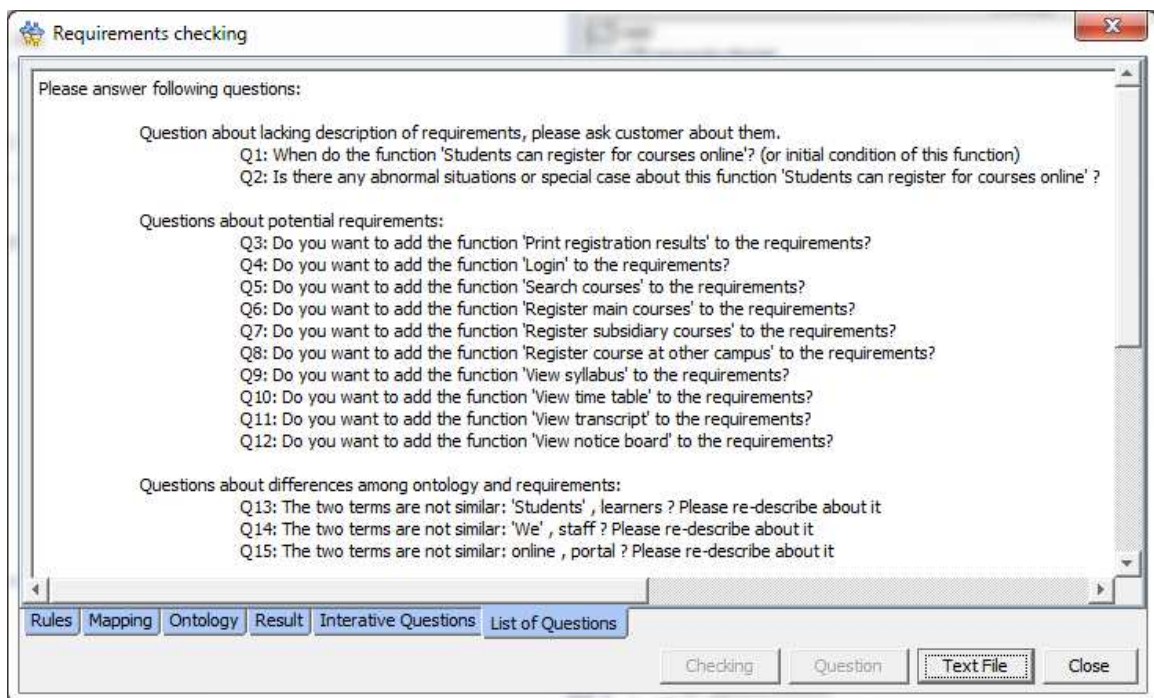 Requirements checking
Please answer following questions:
Question about lacking description of requirements, please ask customer about them.
Q1: When do the function 'Students can register for courses online'? (or initial condition of this function)
Q2: Is there any abnormal situations or special case about this function 'Students can register for courses online' ?
Questions about potential requirements:
Q3: Do you want to add the function 'Print registration results' to the requirements?
Q4: Do you want to add the function 'Login' to the requirements?
Q5: Do you want to add the function 'Search courses' to the requirements?
Q6: Do you want to add the function 'Register main courses' to the requirements?
Q7: Do you want to add the function 'Register subsidiary courses' to the requirements?
Q8: Do you want to add the function 'Register course at other campus' to the requirements?
Q9: Do you want to add the function 'View syllabus' to the requirements?
Q10: Do you want to add the function 'View time table' to the requirements?
Q11: Do you want to add the function 'View transcript' to the requirements?
Q12: Do you want to add the function 'View notice board' to the requirements?
Questions about differences among ontology and requirements:
Q13: The two terms are not similar: 'Students' , learners ? Please re-describe about it
Q14: The two terms are not similar: 'We' , staff ? Please re-describe about it
Q15: The two terms are not similar: online , portal ? Please re-describe about it
Rules Mapping Ontology Result Interative Questions List of Questions
Checking Question Text File Close